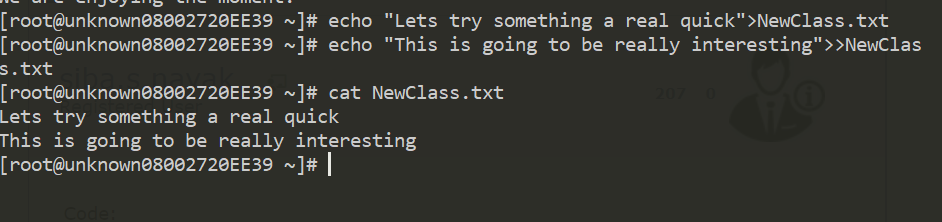 We are enjoying the moment.
[root@unknown08002720EE39 ~]# echo "Lets try something a real quick">NewClass.txt
[root@unknown08002720EE39 ~]# echo "This is going to be really interesting">>NewClas
s.txt
[root@unknown08002720EE39 ~]# cat NewClass.txt
Lets try something a real quick
This is going to be really interesting
[root@unknown08002720EE39 ~]#
Code: